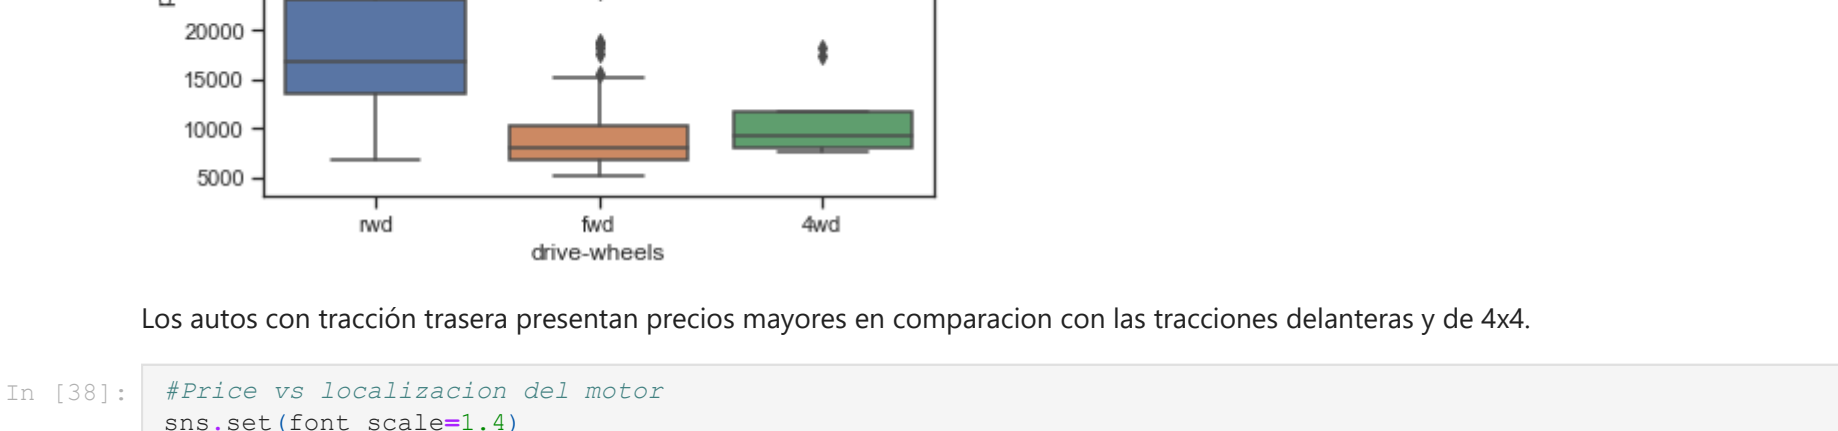 20000
15000
10000
5000
rwd fwd 4wd
drive-wheels
Los autos con tracción trasera presentan precios mayores en comparacion con las tracciones delanteras y de 4x4.
In [38]: #Price vs localizacion del motor
sns.set(font_scale=1.4)